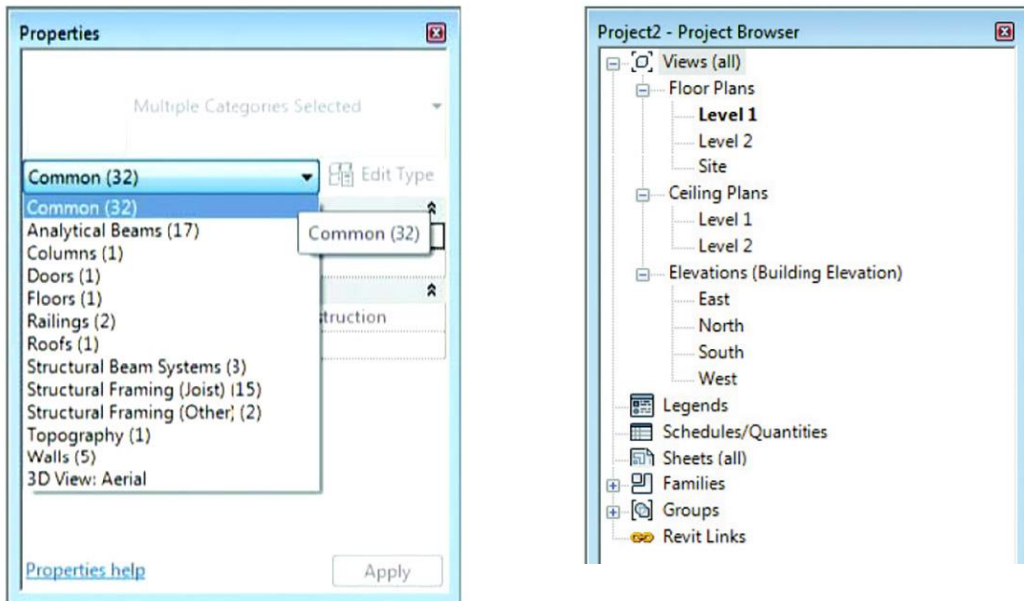 Properties
Multiple Categories Selected
Common (32)
Edit Type
Common (32)
Common (32)
Analytical Beams (17)
Columns (1)
Doors (1)
Floors (1)
Railings (2)
Roofs (1)
truction
Structural Beam Systems (3)
Structural Framing (Joist) (15)
Structural Framing (Other) (2)
Topography (1)
Walls (5)
3D View: Aerial
Properties help
Apply
Project2 - Project Browser
Views (all)
Floor Plans
Level 1
Level 2
Site
Ceiling Plans
Level 1
Level 2
Elevations (Building Elevation)
East
North
South
West
Legends
Schedules/Quantities
Sheets (all)
Families
Groups
Revit Links